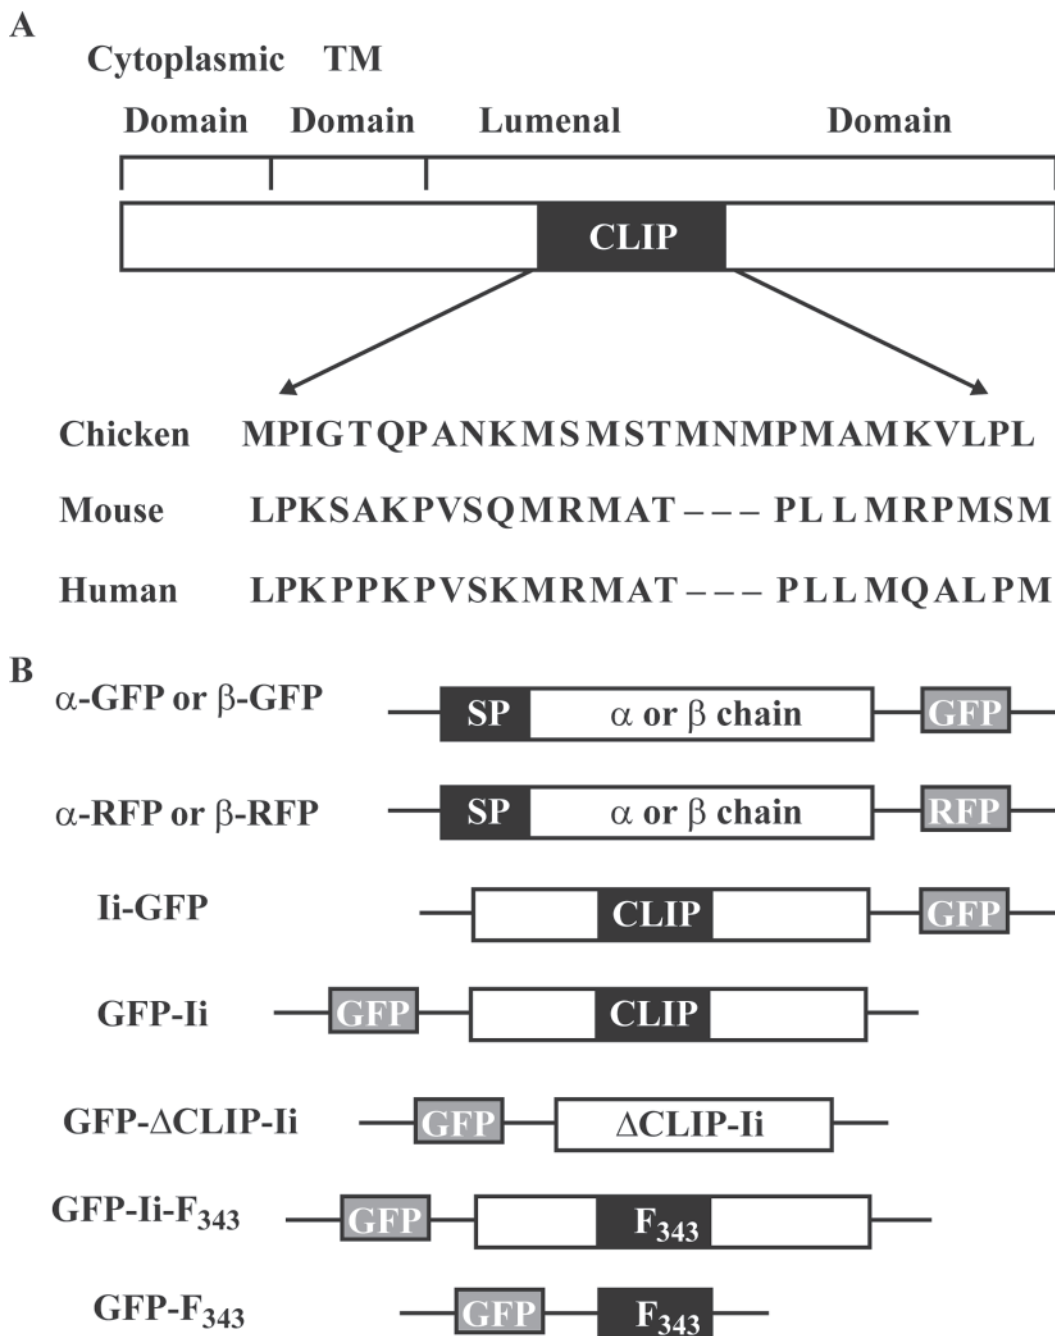 A
Cytoplasmic TM
Domain Domain Lumenal Domain
CLIP
Chicken MPIGTQPANKMSMSTMNMPMAMKVLPL
Mouse LPKSAKPVSQMRMAT – – – PLLMRPMSM
Human LPKPPKPVSKMRMAT – – – PLLMQALPM
B
α-GFP or β-GFP SP α or β chain GFP
α-RFP or β-RFP SP α or β chain RFP
Ii-GFP CLIP GFP
GFP-Ii GFP CLIP
GFP-ΔCLIP-Ii GFP ΔCLIP-Ii
GFP-Ii-F343 GFP F343
GFP-F343 GFP F343